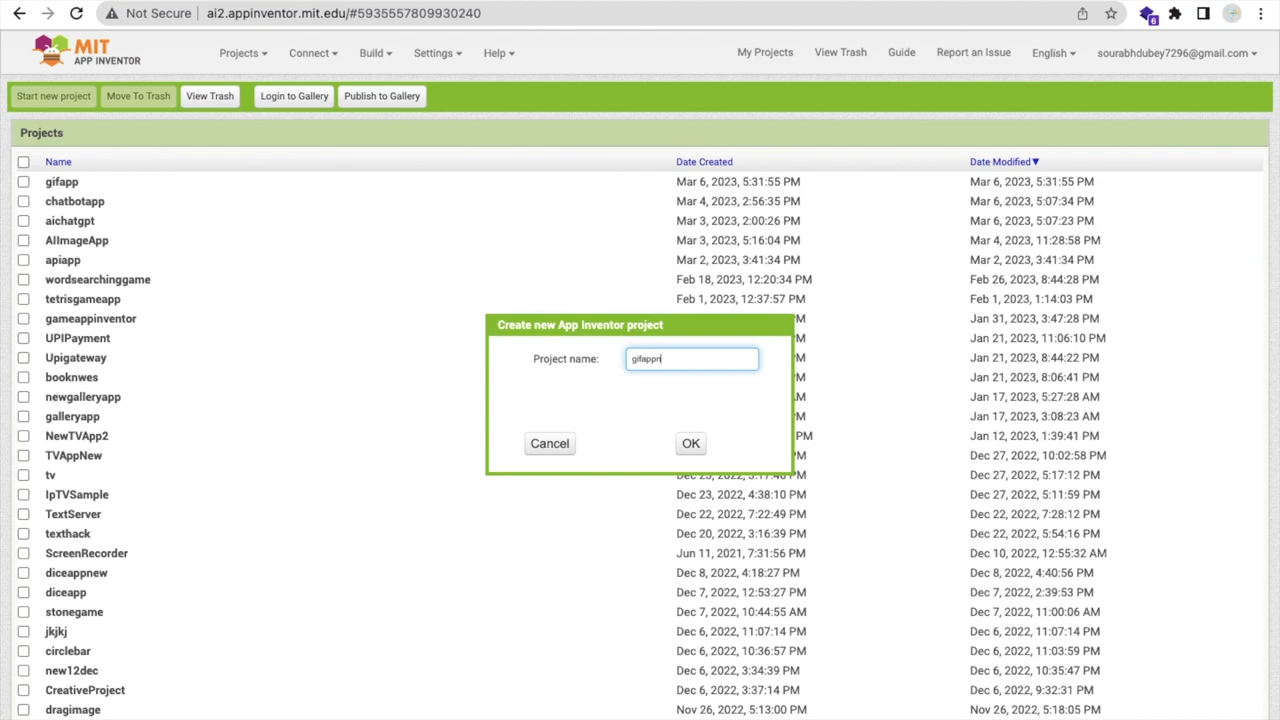 Not Secure ai2.appinventor.mit.edu/#5935557809930240 6
MIT APP INVENTOR Projects Connect Build Settings Help My Projects View Trash Guide Report an Issue English sourabhdubey7296@gmail.com
Start new project Move To Trash View Trash Login to Gallery Publish to Gallery
Projects
Name Date Created Date Modified▼
gifapp Mar 6, 2023, 5:31:55 PM Mar 6, 2023, 5:31:55 PM
chatbotapp Mar 4, 2023, 2:56:35 PM Mar 6, 2023, 5:07:34 PM
aichatgpt Mar 3, 2023, 2:00:26 PM Mar 6, 2023, 5:07:23 PM
AIImageApp Mar 3, 2023, 5:16:04 PM Mar 4, 2023, 11:28:58 PM
apiapp Mar 2, 2023, 3:41:34 PM Mar 2, 2023, 3:41:34 PM
wordsearchinggame Feb 18, 2023, 12:20:34 PM Feb 26, 2023, 8:44:28 PM
tetrisgameapp Feb 1, 2023, 12:37:57 PM Feb 1, 2023, 1:14:03 PM
gameappinventor M Jan 31, 2023, 3:47:28 PM
UPIPayment M Jan 21, 2023, 11:06:10 PM
Upigateway M Jan 21, 2023, 8:44:22 PM
booknwes M Jan 21, 2023, 8:06:41 PM
newgalleryapp M Jan 17, 2023, 5:27:28 AM
galleryapp M Jan 17, 2023, 3:08:23 AM
NewTVApp2 PM Jan 12, 2023, 1:39:41 PM
TVAppNew M Dec 27, 2022, 10:02:58 PM
tv Dec 23, 2022, 5:17:46 PM Dec 27, 2022, 5:17:12 PM
IpTVSample Dec 23, 2022, 4:38:10 PM Dec 27, 2022, 5:11:59 PM
TextServer Dec 22, 2022, 7:22:49 PM Dec 22, 2022, 7:28:12 PM
texthack Dec 20, 2022, 3:16:39 PM Dec 22, 2022, 5:54:16 PM
ScreenRecorder Jun 11, 2021, 7:31:56 PM Dec 10, 2022, 12:55:32 AM
diceappnew Dec 8, 2022, 4:18:27 PM Dec 8, 2022, 4:40:56 PM
diceapp Dec 7, 2022, 12:53:27 PM Dec 7, 2022, 2:39:53 PM
stonegame Dec 7, 2022, 10:44:55 AM Dec 7, 2022, 11:00:06 AM
jkjkj Dec 6, 2022, 11:07:14 PM Dec 6, 2022, 11:07:14 PM
circlebar Dec 6, 2022, 10:36:57 PM Dec 6, 2022, 11:03:59 PM
new12dec Dec 6, 2022, 3:34:39 PM Dec 6, 2022, 10:35:47 PM
CreativeProject Dec 6, 2022, 3:37:14 PM Dec 6, 2022, 9:32:31 PM
dragimage Nov 26, 2022, 5:13:00 PM Nov 26, 2022, 5:18:05 PM
Create new App Inventor project
Project name: gifappn
Cancel OK